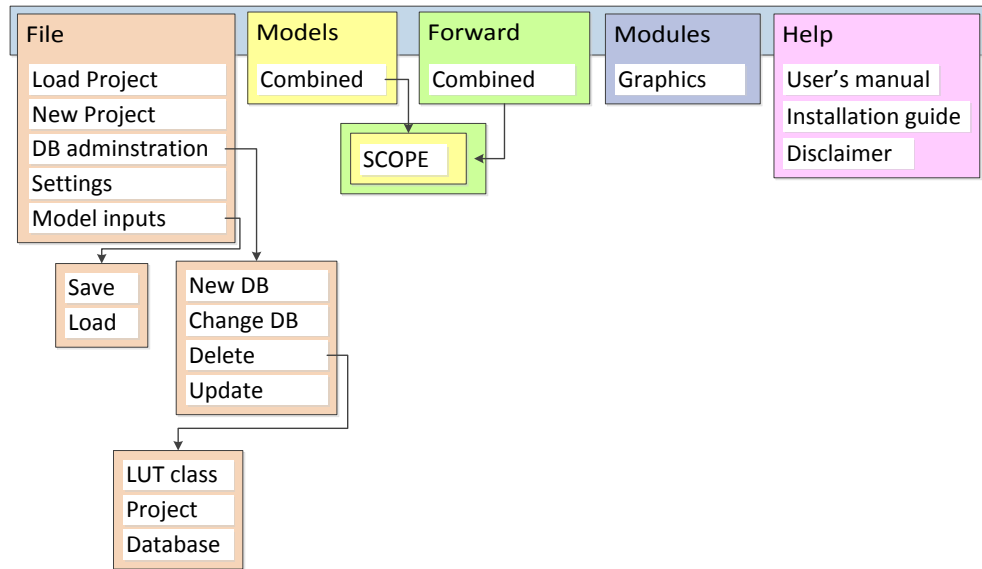 File
Load Project
New Project
DB adminstration
Settings
Model inputs
Models
Combined
Forward
Combined
SCOPE
Modules
Graphics
Help
User's manual
Installation guide
Disclaimer
Save
Load
New DB
Change DB
Delete
Update
LUT class
Project
Database